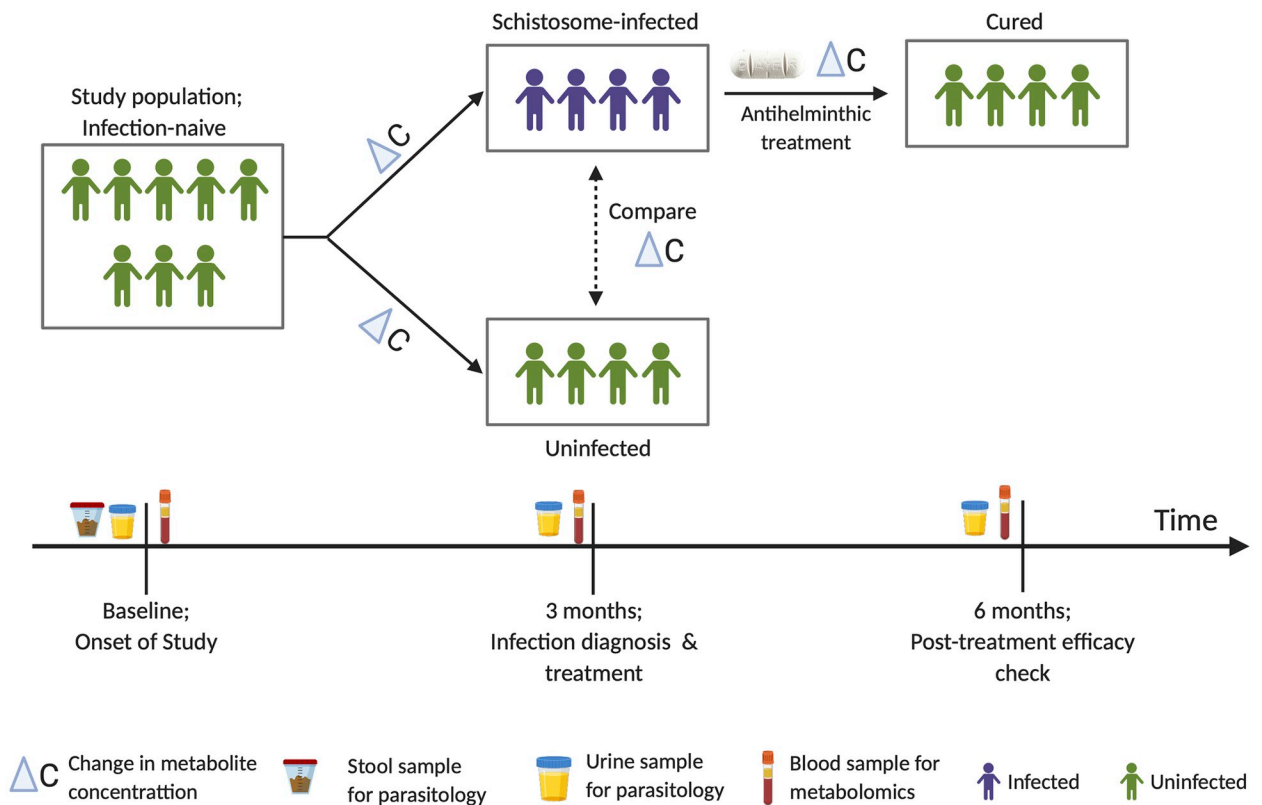 Schistosome-infected
Cured
Study population;
Infection-naive
ΔC
Antihelminthic
treatment
ΔC
Compare
ΔC
ΔC
Uninfected
Time
Baseline;
Onset of Study
3 months;
Infection diagnosis &
treatment
6 months;
Post-treatment efficacy
check
ΔC
Change in metabolite
concentrattion
Stool sample
for parasitology
Urine sample
for parasitology
Blood sample for
metabolomics
Infected
Uninfected